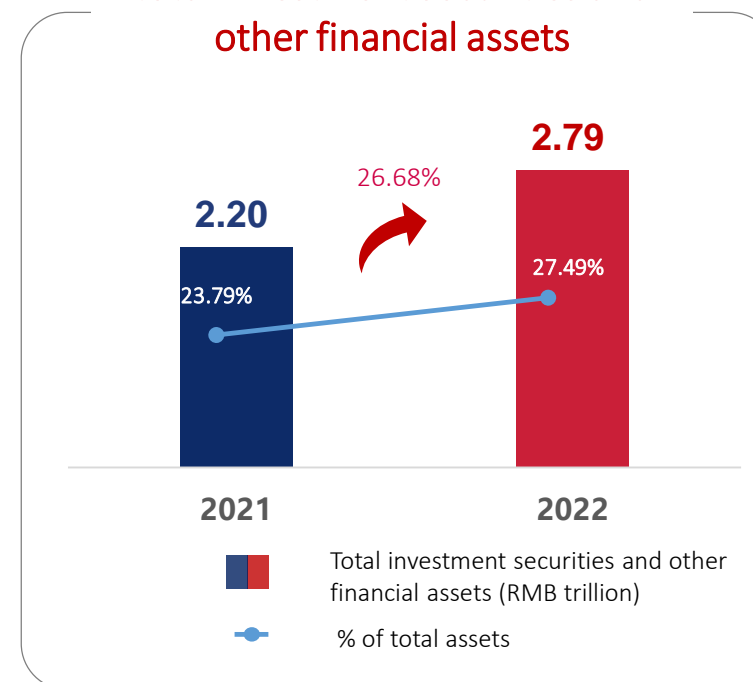 other financial assets
2.79
26.68%
2.20
27.49%
23.79%
2021
2022
Total investment securities and other
financial assets (RMB trillion)
% of total assets